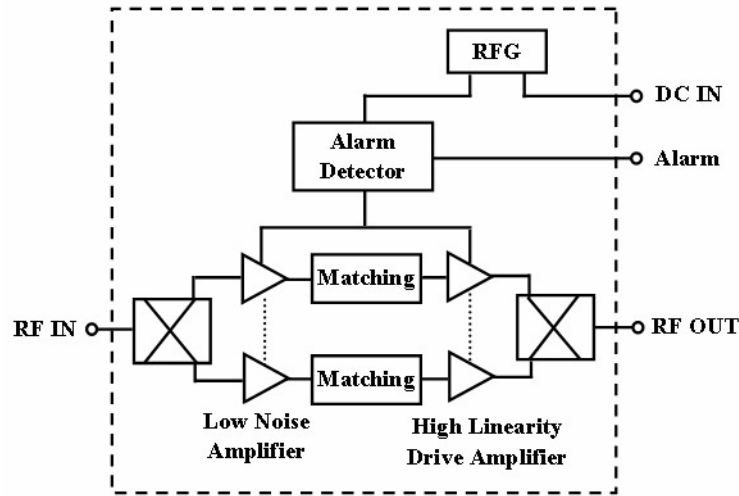 RFG
DC IN
Alarm
Detector
Alarm
Matching
RF IN
RF OUT
Matching
Low Noise
Amplifier
High Linearity
Drive Amplifier